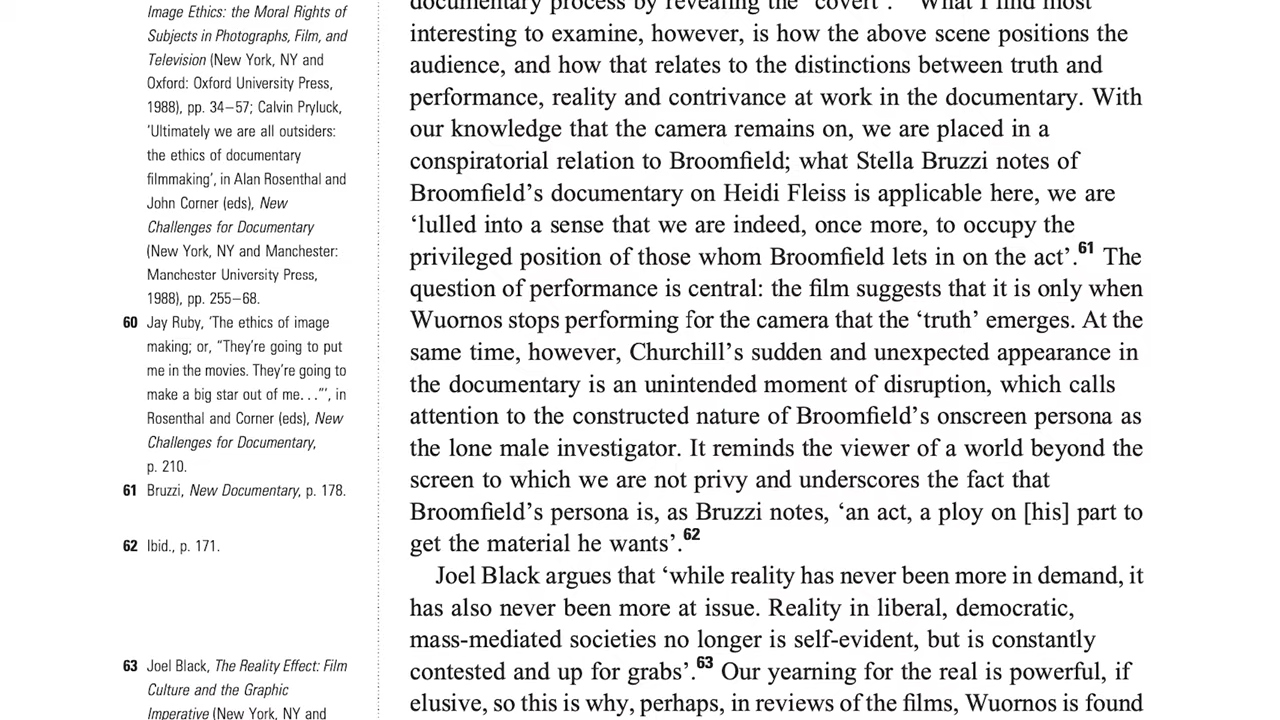 Image Ethics: the Moral Rights of
Subjects in Photographs, Film, and
Television (New York, NY and
Oxford: Oxford University Press,
1988), pp. 34–57; Calvin Pryluck,
‘Ultimately we are all outsiders:
the ethics of documentary
filmmaking’, in Alan Rosenthal and
John Corner (eds), New
Challenges for Documentary
(New York, NY and Manchester:
Manchester University Press,
1988), pp. 255–68.
60 Jay Ruby, ‘The ethics of image
making; or, “They’re going to put
me in the movies. They’re going to
make a big star out of me. . .”’, in
Rosenthal and Corner (eds), New
Challenges for Documentary,
p. 210.
61 Bruzzi, New Documentary, p. 178.
62 Ibid., p. 171.
63 Joel Black, The Reality Effect: Film
Culture and the Graphic
Imperative (New York, NY and
documentary process by revealing the ‘covert’. What I find most
interesting to examine, however, is how the above scene positions the
audience, and how that relates to the distinctions between truth and
performance, reality and contrivance at work in the documentary. With
our knowledge that the camera remains on, we are placed in a
conspiratorial relation to Broomfield; what Stella Bruzzi notes of
Broomfield’s documentary on Heidi Fleiss is applicable here, we are
‘lulled into a sense that we are indeed, once more, to occupy the
privileged position of those whom Broomfield lets in on the act’.61 The
question of performance is central: the film suggests that it is only when
Wuornos stops performing for the camera that the ‘truth’ emerges. At the
same time, however, Churchill’s sudden and unexpected appearance in
the documentary is an unintended moment of disruption, which calls
attention to the constructed nature of Broomfield’s onscreen persona as
the lone male investigator. It reminds the viewer of a world beyond the
screen to which we are not privy and underscores the fact that
Broomfield’s persona is, as Bruzzi notes, ‘an act, a ploy on [his] part to
get the material he wants’.62
Joel Black argues that ‘while reality has never been more in demand, it
has also never been more at issue. Reality in liberal, democratic,
mass-mediated societies no longer is self-evident, but is constantly
contested and up for grabs’.63 Our yearning for the real is powerful, if
elusive, so this is why, perhaps, in reviews of the films, Wuornos is found